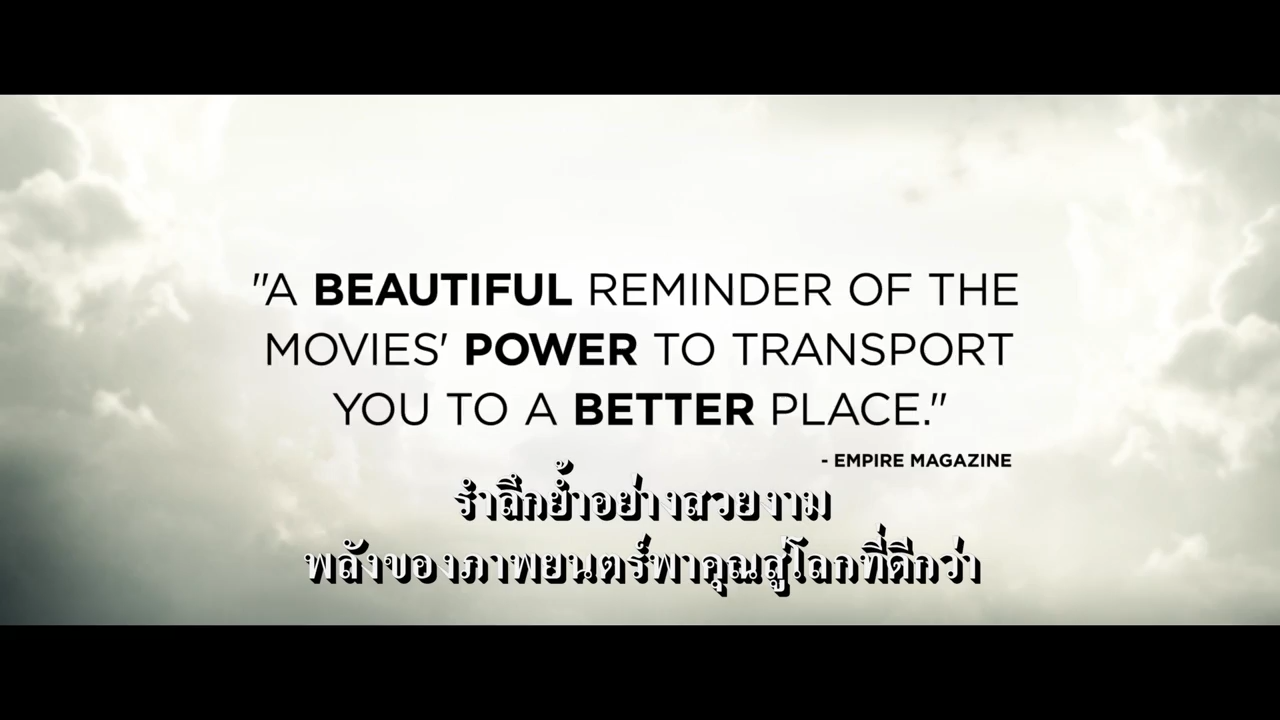 "A BEAUTIFUL REMINDER OF THE
MOVIES' POWER TO TRANSPORT
YOU TO A BETTER PLACE."
- EMPIRE MAGAZINE
รำลึกย้ำอย่างสวยงาม
พลังของภาพยนตร์พาคุณสู่โลกที่ดีกว่า